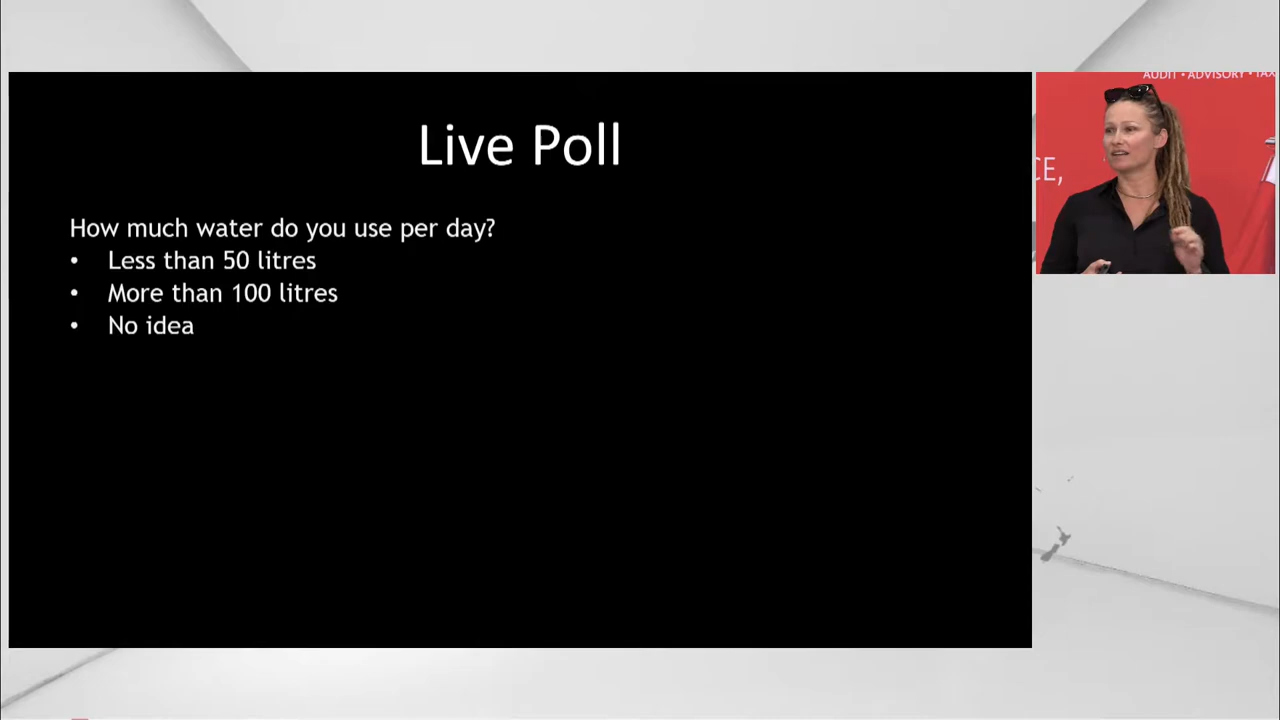 Live Poll
How much water do you use per day?
• Less than 50 litres
• More than 100 litres
• No idea
AUDIT • ADVISORY • TAX
CE,